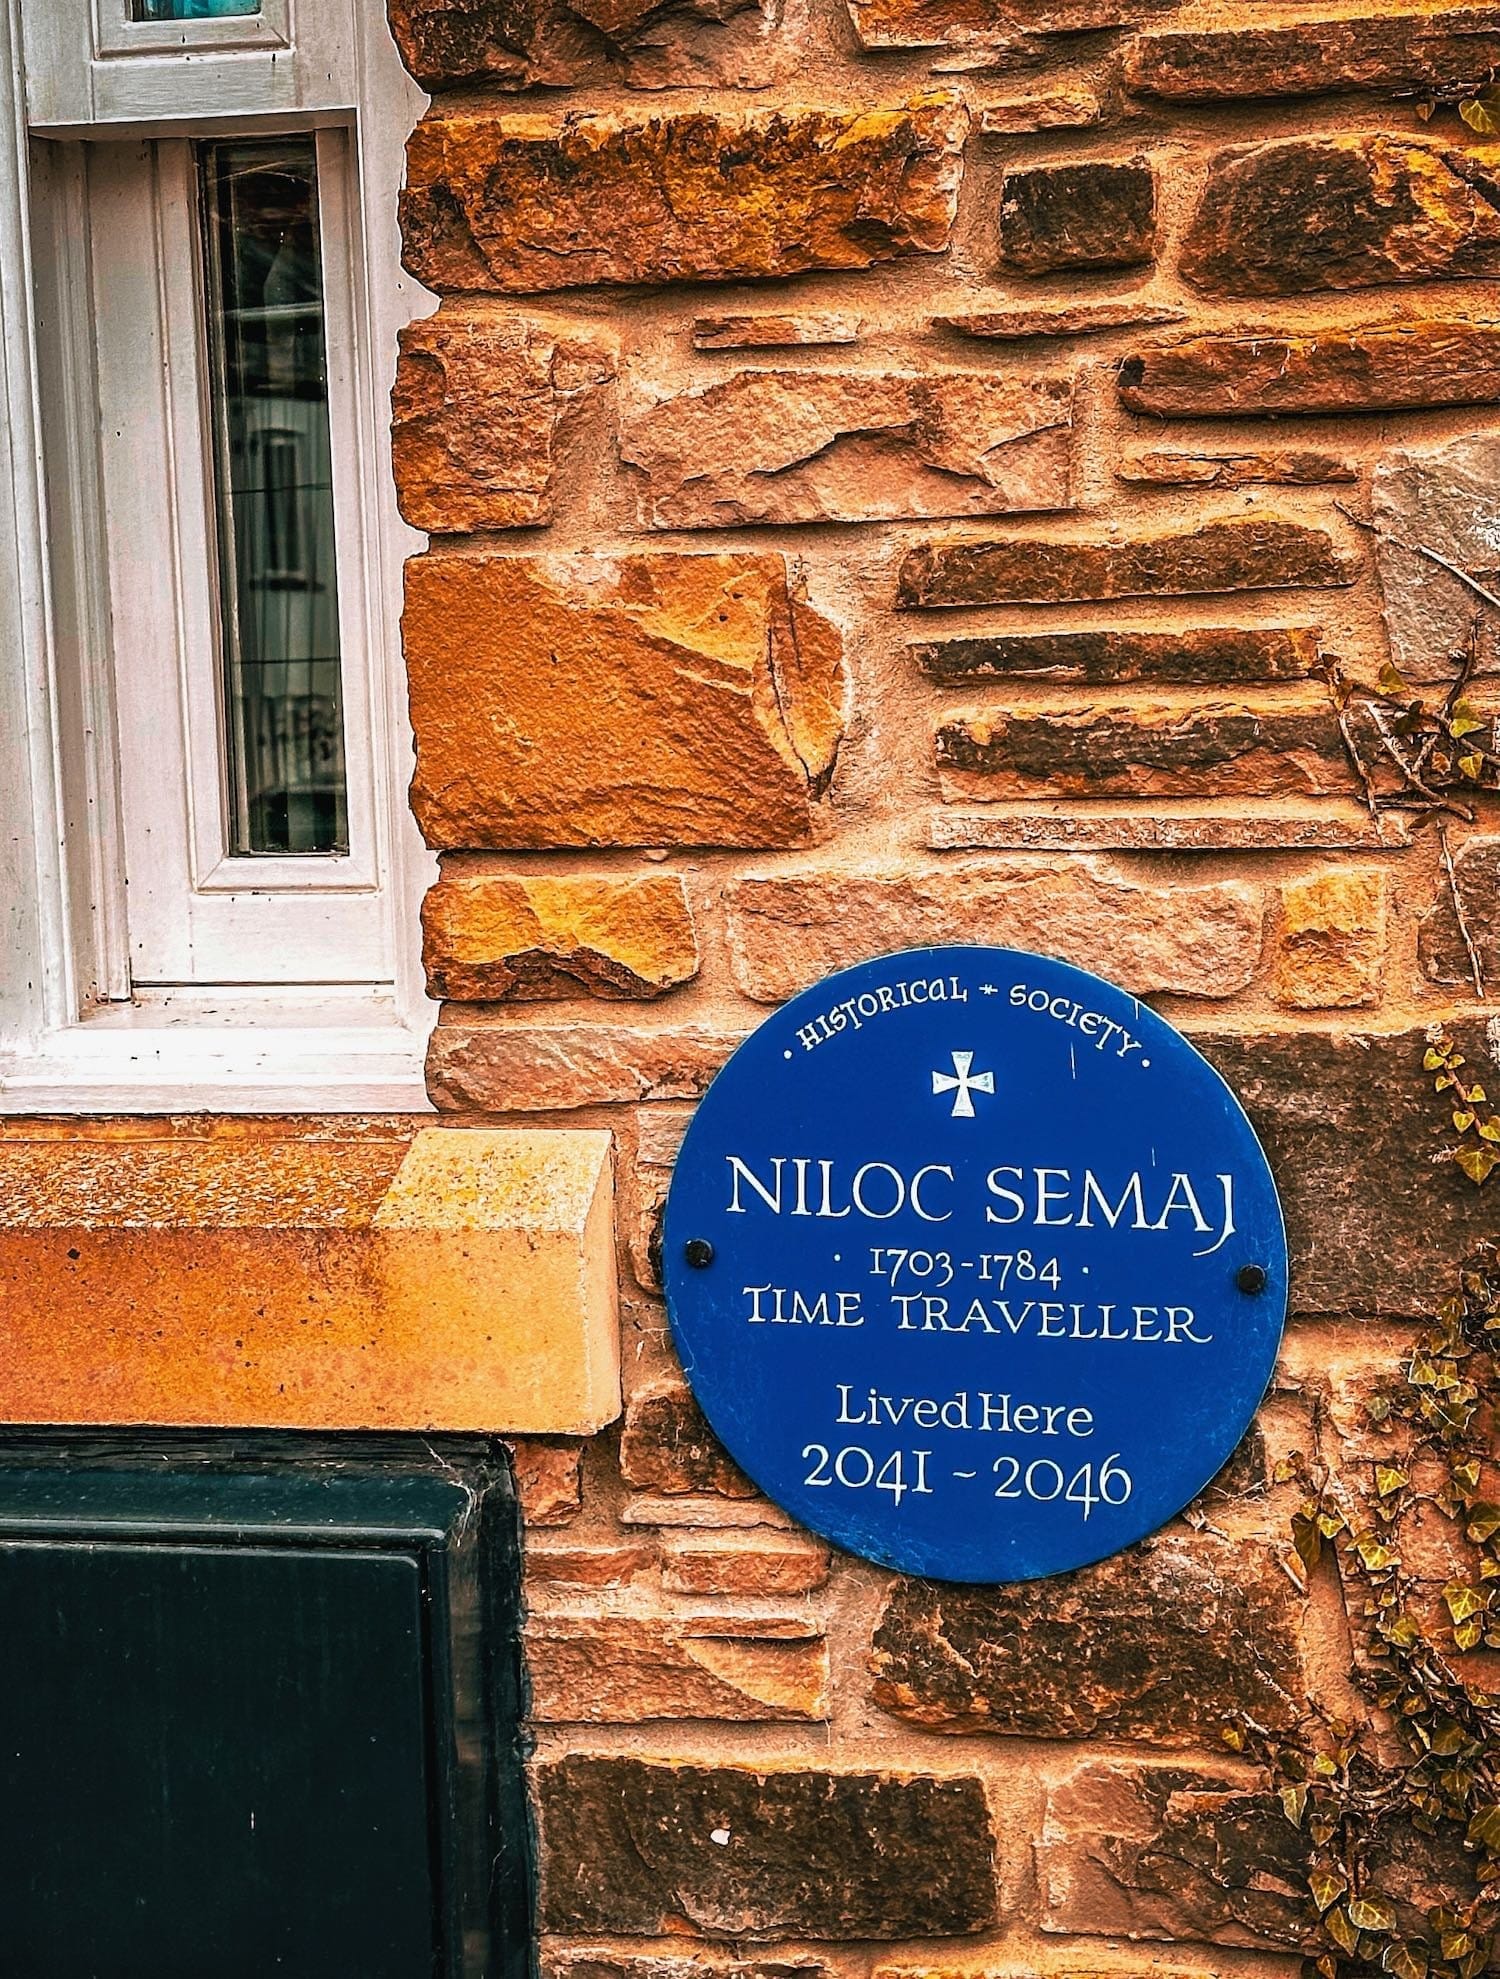 · HISTORICAL * SOCIETY ·
NILOC SEMAJ
· 1703-1784 ·
TIME TRAVELLER
Lived Here
2041 ~ 2046